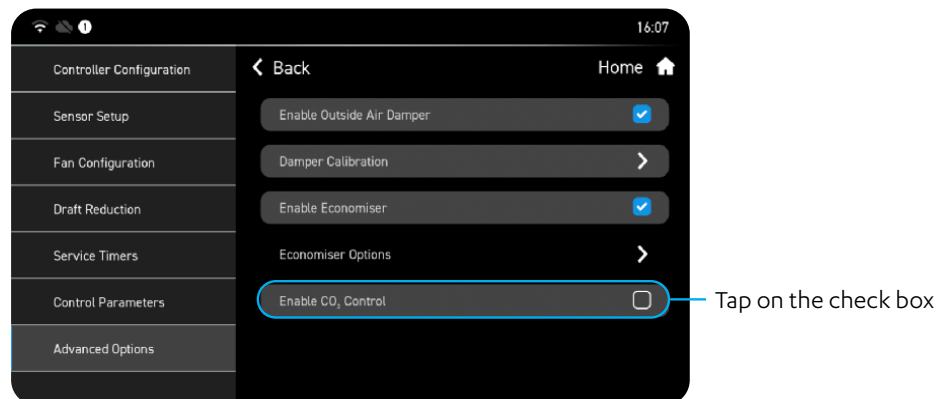 1 16:07
Controller Configuration
Sensor Setup
Fan Configuration
Draft Reduction
Service Timers
Control Parameters
Advanced Options
Back Home
Enable Outside Air Damper
Damper Calibration
Enable Economiser
Economiser Options
Enable CO₂ Control
Tap on the check box